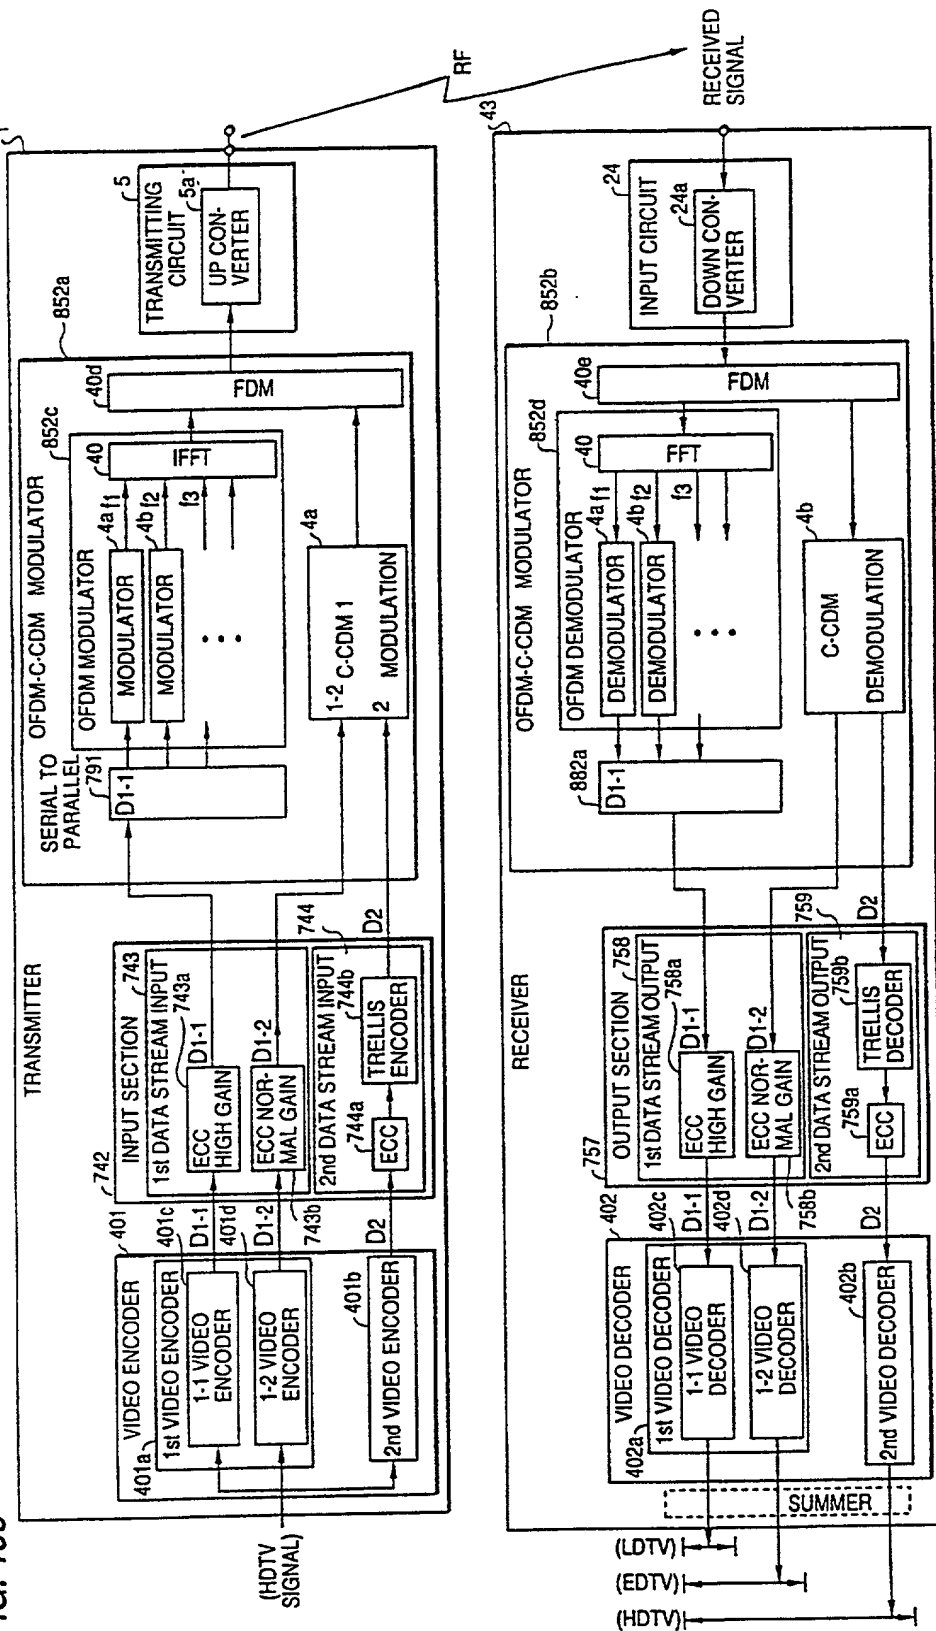 TRANSMITTER
1
(HDTV
SIGNAL)
VIDEO ENCODER
401
401a
1st VIDEO ENCODER
401c
1-1 VIDEO
ENCODER
D1-1
401d
1-2 VIDEO
ENCODER
D1-2
401b
2nd VIDEO ENCODER
D2
742
INPUT SECTION
743
1st DATA STREAM INPUT
743a
ECC
HIGH GAIN
D1-1
ECC NOR-
MAL GAIN
D1-2
743b
744
2nd DATA STREAM INPUT
744a
ECC
744b
TRELLIS
ENCODER
D2
SERIAL TO
PARALLEL
791
D1-1
OFDM-C-CDM MODULATOR
852a
OFDM MODULATOR
852c
MODULATOR
4a
f1
MODULATOR
4b
f2
f3
• • •
40
IFFT
40d
FDM
4a
1-2
C-CDM 1
2
MODULATION
5
TRANSMITTING
CIRCUIT
5a
UP CON-
VERTER
RF
RECEIVED
SIGNAL
RECEIVER
43
INPUT CIRCUIT
24
24a
DOWN CON-
VERTER
OFDM-C-CDM MODULATOR
852b
40e
FDM
OFDM DEMODULATOR
852d
40
FFT
DEMODULATOR
4a
f1
DEMODULATOR
4b
f2
f3
• • •
882a
D1-1
4b
C-CDM
DEMODULATION
757
OUTPUT SECTION
758
1st DATA STREAM OUTPUT
758a
ECC
HIGH GAIN
D1-1
ECC NOR-
MAL GAIN
D1-2
758b
759
2nd DATA STREAM OUTPUT
759a
ECC
759b
TRELLIS
DECODER
D2
VIDEO DECODER
402
402a
1st VIDEO DECODER
402c
1-1 VIDEO
DECODER
D1-1
402d
1-2 VIDEO
DECODER
D1-2
402b
2nd VIDEO DECODER
D2
SUMMER
(LDTV)
(EDTV)
(HDTV)